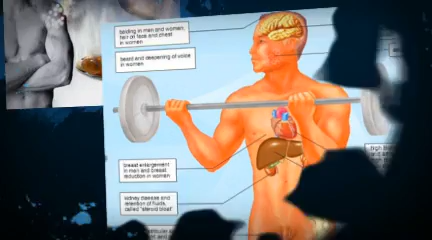 balding in men and women,
hair on face and chest
in women
beard and deepening of voice
in women
breast enlargement
in men and breast
reduction in women
kidney disease and
retention of fluids,
called "steroid bloat"